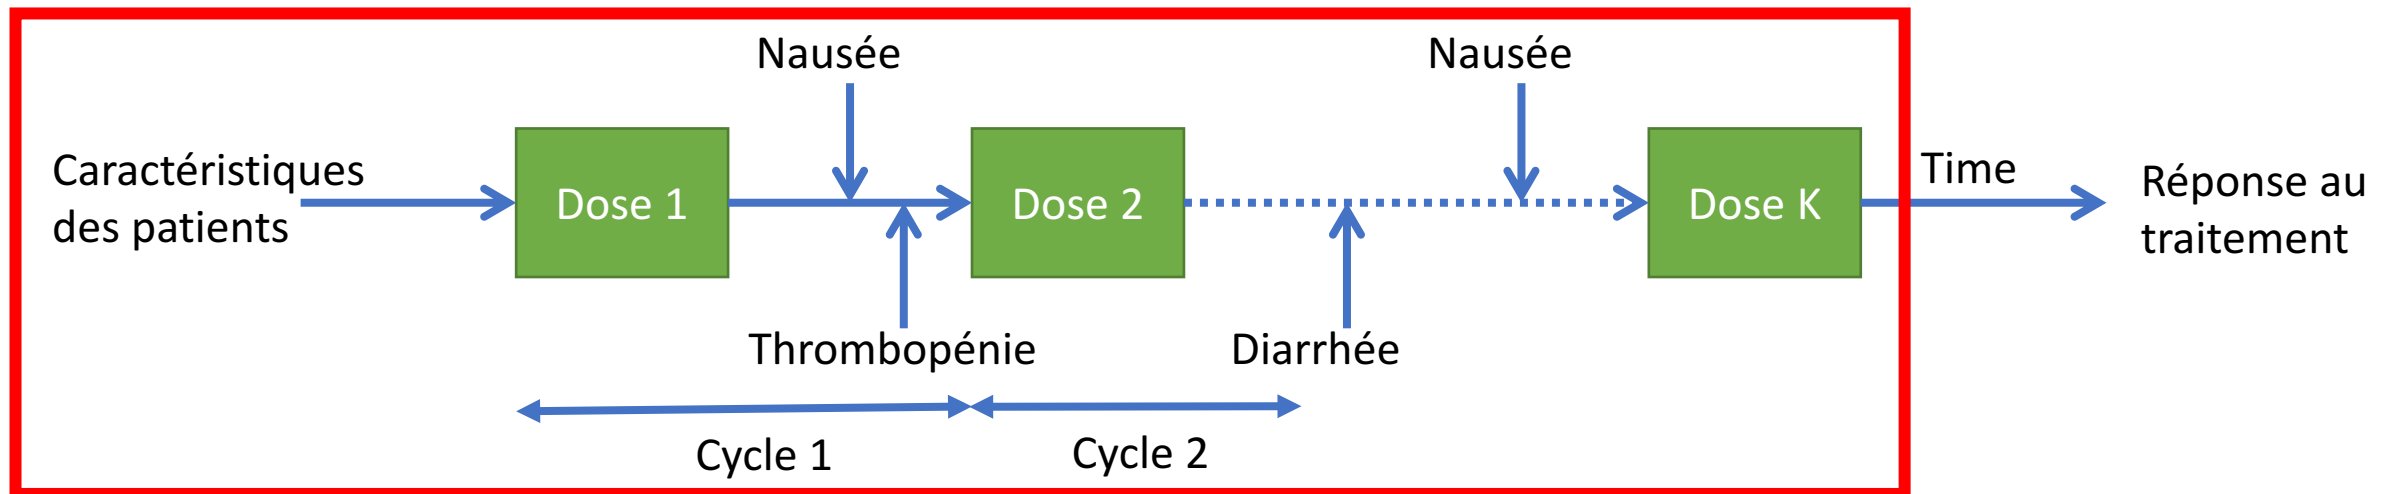 Nausée
Nausée
Caractéristiques
des patients
Dose 1
Dose 2
Dose K
Time
Réponse au
traitement
Thrombopénie
Diarrhée
Cycle 1
Cycle 2